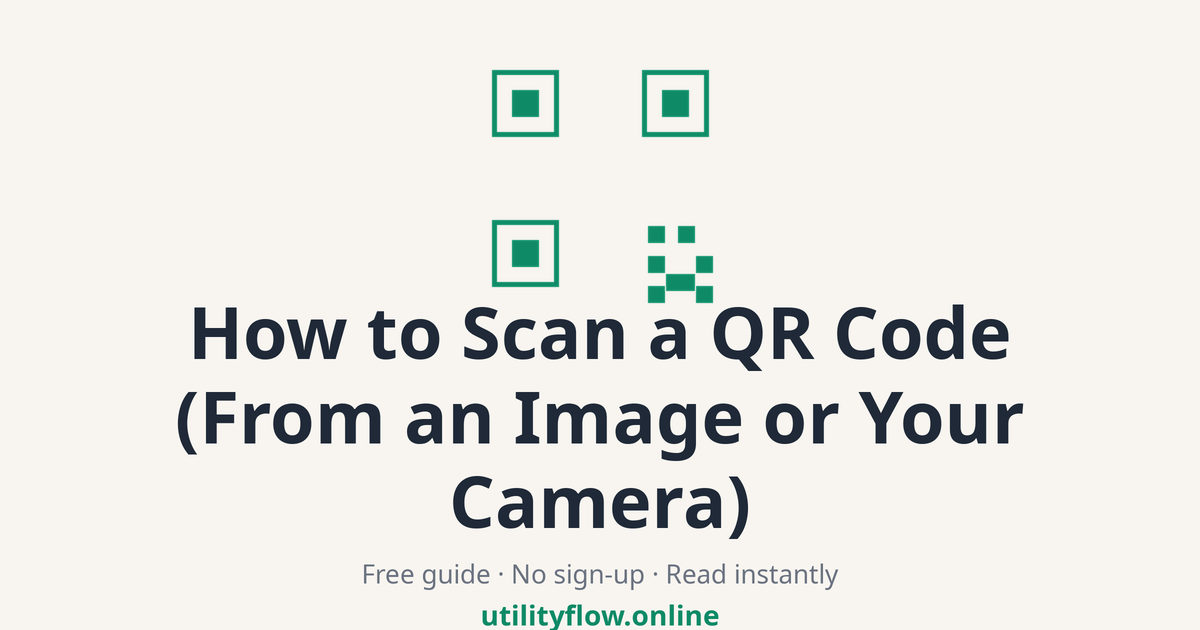 How to Scan a QR Code
(From an Image or Your
Camera)
Free guide · No sign-up · Read instantly
utilityflow.online